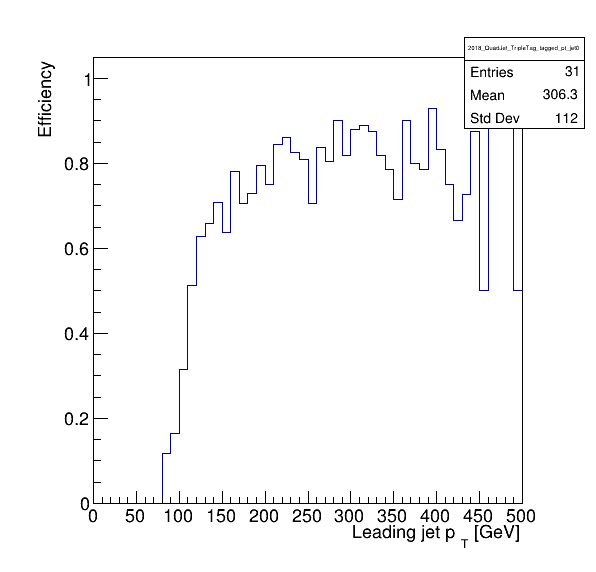 2018_QuadJet_TripleTag_tagged_pt_jet0
Entries 31
Mean 306.3
Std Dev 112
Efficiency
1
0.8
0.6
0.4
0.2
0
0 50 100 150 200 250 300 350 400 450 500
Leading jet p T [GeV]